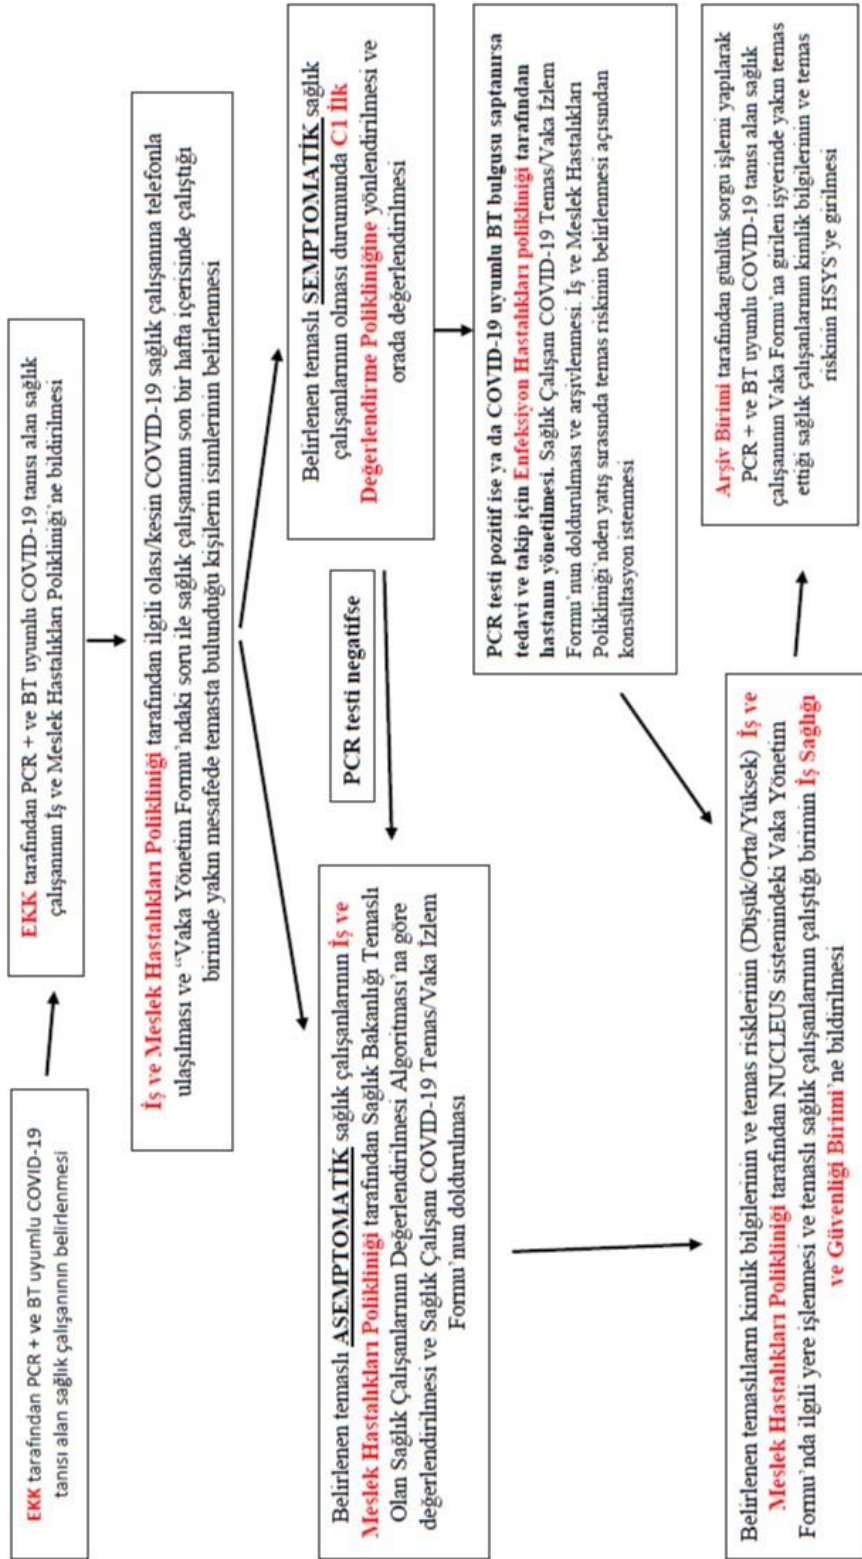 EKK tarafından PCR + ve BT uyumlu COVID-19
tanısı alan sağlık çalışanının belirlenmesi
EKK tarafından PCR + ve BT uyumlu COVID-19 tanısı alan sağlık
çalışanının İş ve Meslek Hastalıkları Polikliniği'ne bildirilmesi
İş ve Meslek Hastalıkları Polikliniği tarafından ilgili olası/kesin COVID-19 sağlık çalışanına telefonla
ulaşılması ve “Vaka Yönetim Formu'ndaki soru ile sağlık çalışanının son bir hafta içerisinde çalıştığı
birimde yakın mesafede temasta bulunduğu kişilerin isimlerinin belirlenmesi
Belirlenen temaslı ASEMPTOMATİK sağlık çalışanlarının İş ve
Meslek Hastalıkları Polikliniği tarafından Sağlık Bakanlığı Temaslı
Olan Sağlık Çalışanlarının Değerlendirilmesi Algoritması'na göre
değerlendirilmesi ve Sağlık Çalışanı COVID-19 Temas/Vaka İzlem
Formu'nun doldurulması
PCR testi negatifse
Belirlenen temaslı SEMPTOMATİK sağlık
çalışanlarının olması durumunda C1 İlk
Değerlendirme Polikliniğine yönlendirilmesi ve
orada değerlendirilmesi
PCR testi pozitif ise ya da COVID-19 uyumlu BT bulgusu saptanırsa
tedavi ve takip için Enfeksiyon Hastalıkları polikliniği tarafından
hastanın yönetilmesi. Sağlık Çalışanı COVID-19 Temas/Vaka İzlem
Formu'nun doldurulması ve arşivlenmesi. İş ve Meslek Hastalıkları
Polikliniği'nden yatış sırasında temas riskinin belirlenmesi açısından
konsültasyon istenmesi
Belirlenen temaslıların kimlik bilgilerinin ve temas risklerinin (Düşük/Orta/Yüksek) İş ve
Meslek Hastalıkları Polikliniği tarafından NUCLEUS sistemindeki Vaka Yönetim
Formu'nda ilgili yere işlenmesi ve temaslı sağlık çalışanlarının çalıştığı birimin İş Sağlığı
ve Güvenliği Birimi'ne bildirilmesi
Arşiv Birimi tarafından günlük sorgu işlemi yapılarak
PCR + ve BT uyumlu COVID-19 tanısı alan sağlık
çalışanının Vaka Formu'na girilen işyerinde yakın temas
ettiği sağlık çalışanlarının kimlik bilgilerinin ve temas
riskinin HSYS'ye girilmesi